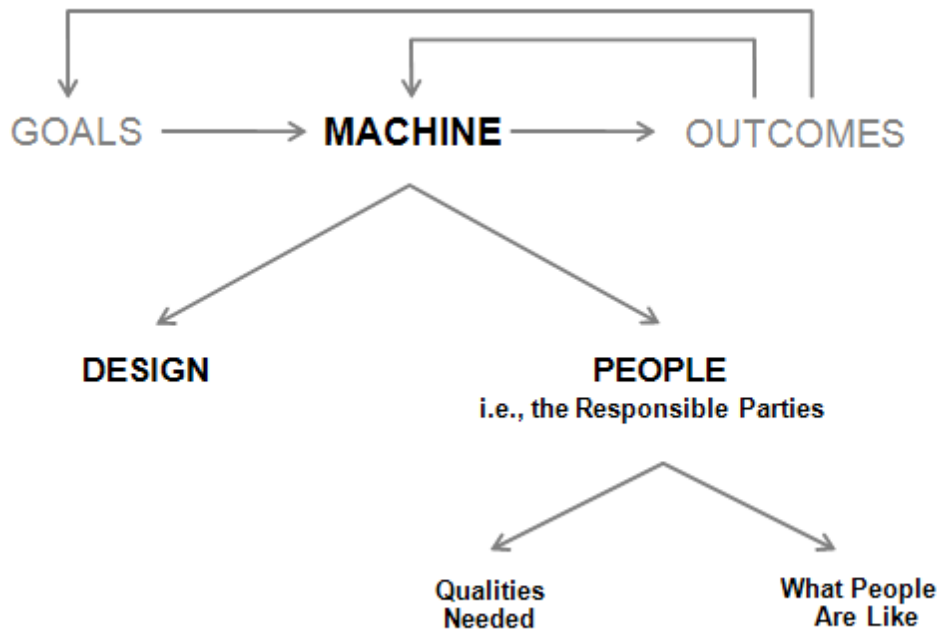 GOALS
MACHINE
OUTCOMES
DESIGN
PEOPLE
i.e., the Responsible Parties
Qualities
Needed
What People
Are Like